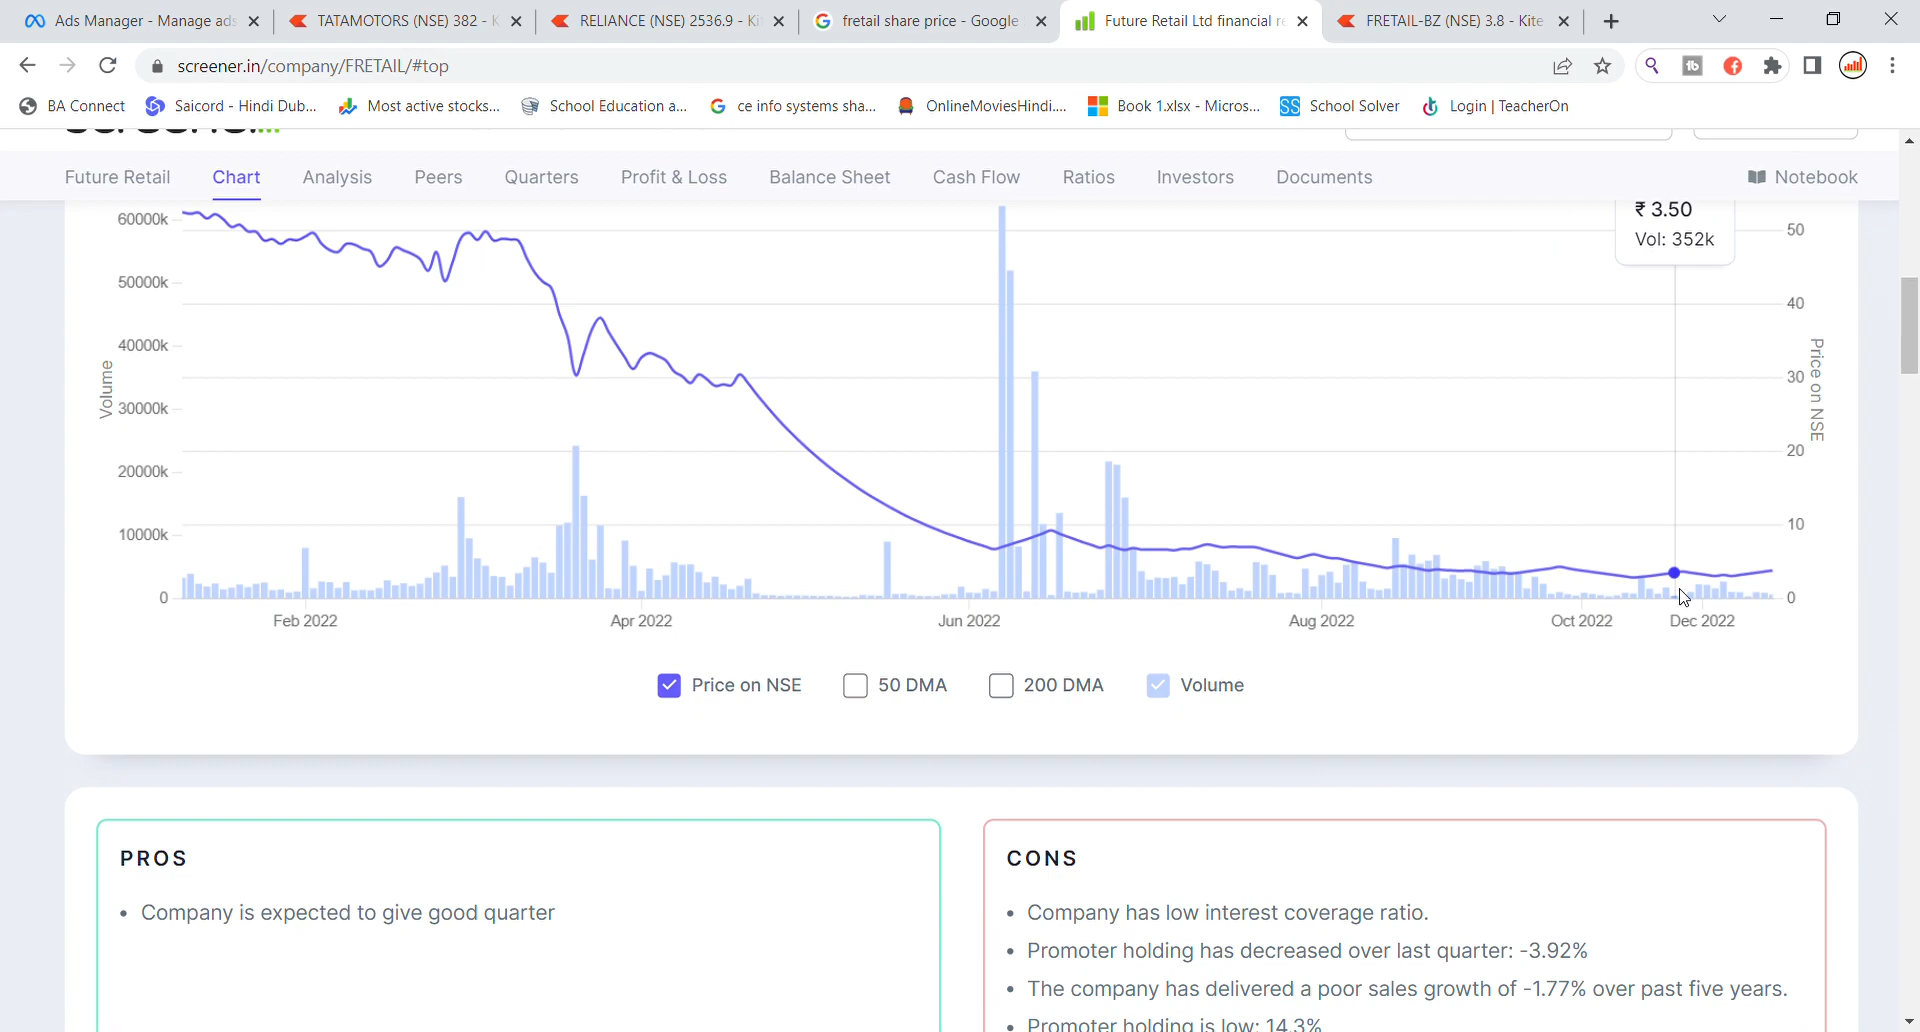 Ads Manager - Manage ads
TATAMOTORS (NSE) 382 - K
RELIANCE (NSE) 2536.9 - Ki
fretail share price - Google
Future Retail Ltd financial re
FRETAIL-BZ (NSE) 3.8 - Kite
screener.in/company/FRETAIL/#top
BA Connect
Saicord - Hindi Dub...
Most active stocks...
School Education a...
ce info systems sha...
OnlineMoviesHindi....
Book 1.xlsx - Micros...
SS School Solver
Login | TeacherOn
Future Retail
Chart
Analysis
Peers
Quarters
Profit & Loss
Balance Sheet
Cash Flow
Ratios
Investors
Documents
Notebook
₹ 3.50
Vol: 352k
60000k
50000k
40000k
30000k
20000k
10000k
0
Volume
50
40
30
20
10
0
Price on NSE
Feb 2022
Apr 2022
Jun 2022
Aug 2022
Oct 2022
Dec 2022
Price on NSE
50 DMA
200 DMA
Volume
PROS
• Company is expected to give good quarter
CONS
• Company has low interest coverage ratio.
• Promoter holding has decreased over last quarter: -3.92%
• The company has delivered a poor sales growth of -1.77% over past five years.
• Promoter holding is low: 14.3%